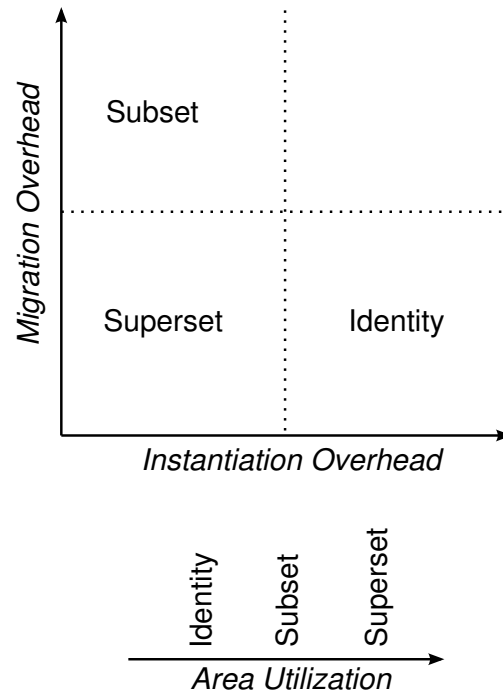 Subset
Migration Overhead
Superset
Identity
Instantiation Overhead
Identity
Subset
Superset
Area Utilization